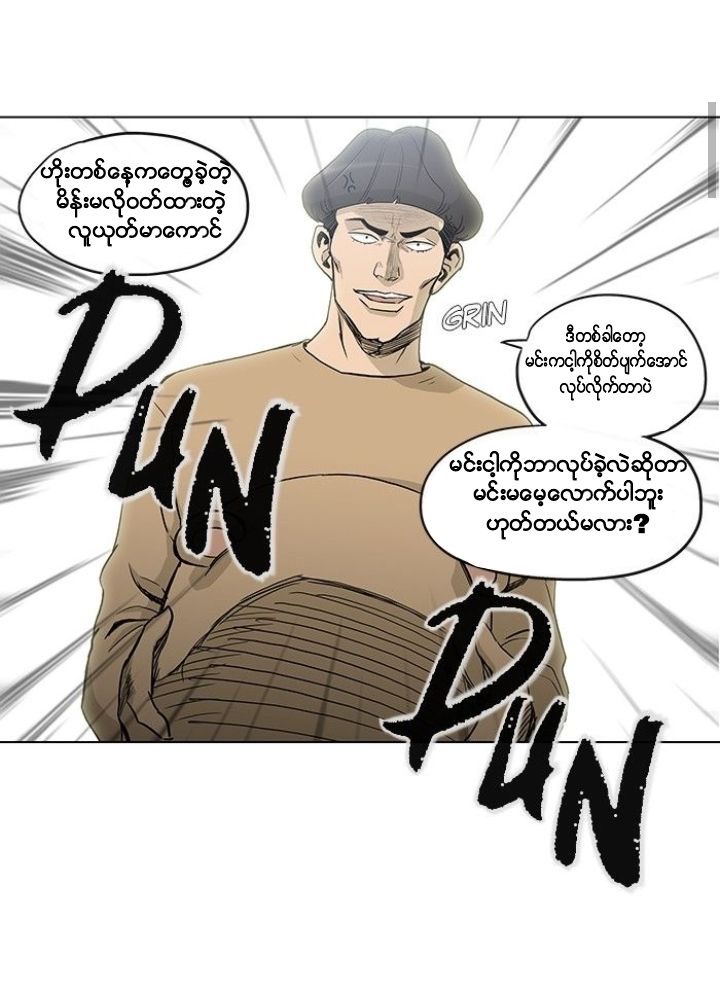 ဟိုးတစ်နေ့ကတွေ့ခဲ့တဲ့
မိန်းမလိုဝတ်ထားတဲ့
လူယုတ်မာကောင်
GRIN
ဒီတစ်ခါတော့
မင်းကငါ့ကိုစိတ်ပျက်အောင်
လုပ်လိုက်တာပဲ
DUN
မင်းငါ့ကိုဘာလုပ်ခဲ့လဲဆိုတာ
မင်းမမေ့လောက်ပါဘူး
ဟုတ်တယ်မလား?
DUN